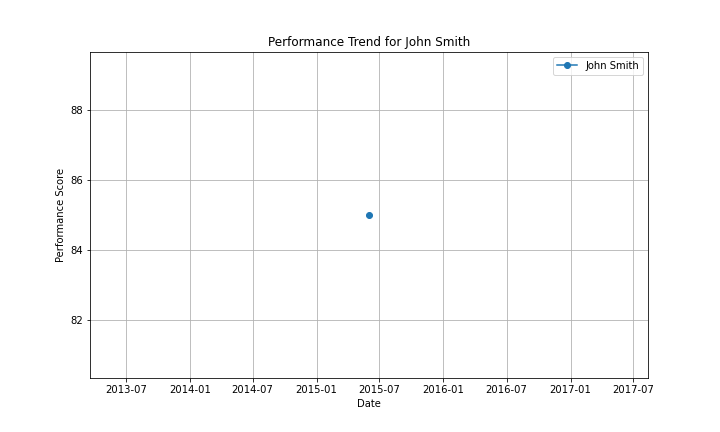 Performance Trend for John Smith
John Smith
Performance Score
88
86
84
82
2013-07 2014-01 2014-07 2015-01 2015-07 2016-01 2016-07 2017-01 2017-07
Date